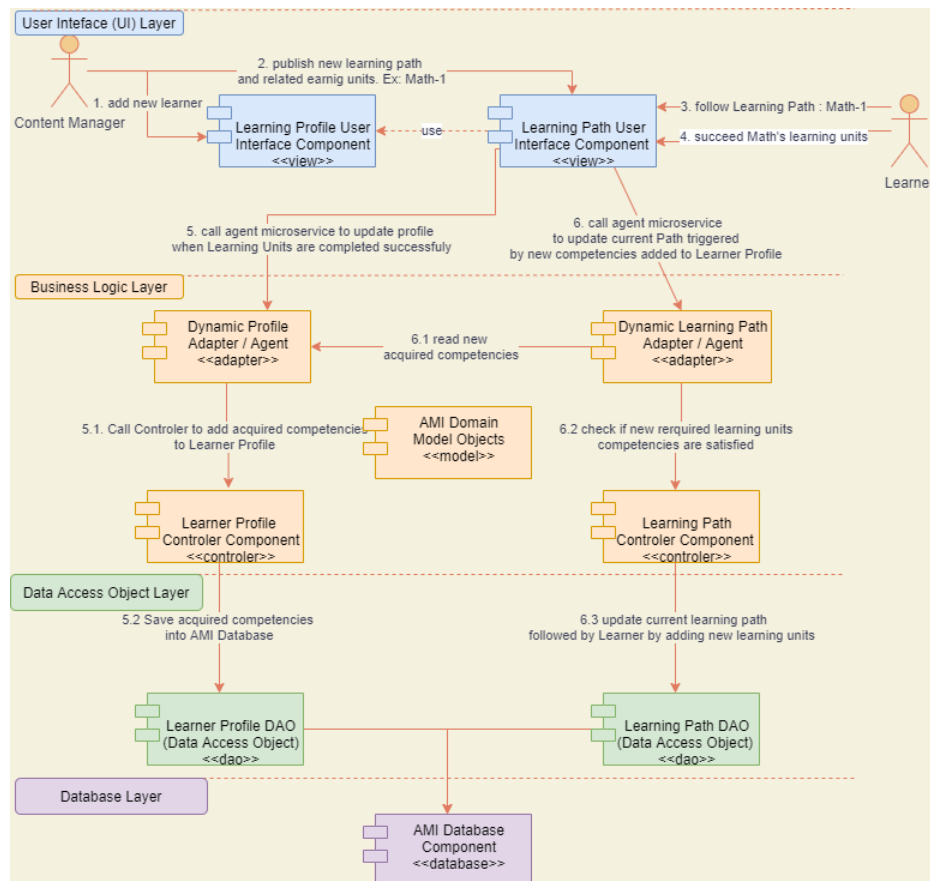 User Inteface (UI) Layer
2. publish new learning path
and related earnig units. Ex: Math-1
1. add new learner
Content Manager
Learning Profile User
Interface Component
<<view>>
use
Learning Path User
Interface Component
<<view>>
3. follow Learning Path : Math-1
4. succeed Math's learning units
Learne
5. call agent microservice to update profile
when Learning Units are completed successfuly
6. call agent microservice
to update current Path triggered
by new competencies added to Learner Profile
Business Logic Layer
Dynamic Profile
Adapter / Agent
<<adapter>>
6.1 read new
acquired competencies
Dynamic Learning Path
Adapter / Agent
<<adapter>>
5.1. Call Controler to add acquired competencies
to Learner Profile
AMI Domain
Model Objects
<<model>>
6.2 check if new rerquired learning units
competencies are satisfied
Learner Profile
Controler Component
<<controler>>
Learning Path
Controler Component
<<controler>>
Data Access Object Layer
5.2 Save acquired competencies
into AMI Database
6.3 update current learning path
followed by Learner by adding new learning units
Learner Profile DAO
(Data Access Object)
<<dao>>
Learning Path DAO
(Data Access Object)
<<dao>>
Database Layer
AMI Database
Component
<<database>>